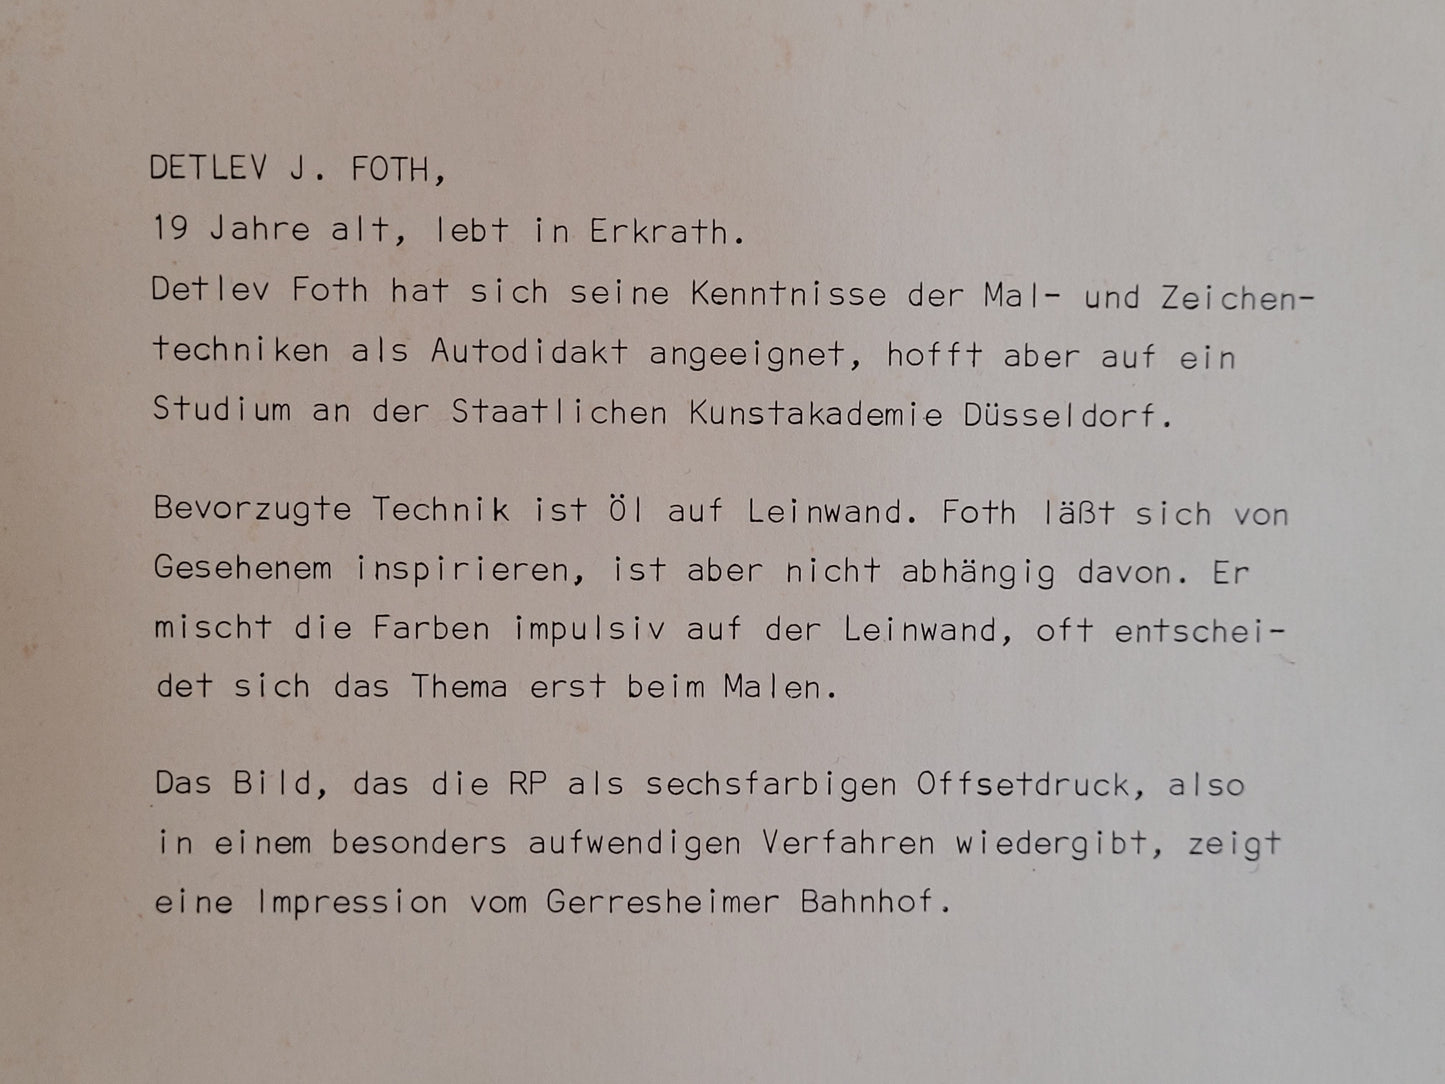 DETLEV J. FOTH,
19 Jahre alt, lebt in Erkrath.
Detlev Foth hat sich seine Kenntnisse der Mal- und Zeichen-
techniken als Autodidakt angeeignet, hofft aber auf ein
Studium an der Staatlichen Kunstakademie Düsseldorf.
Bevorzugte Technik ist Öl auf Leinwand. Foth läßt sich von
Gesehenem inspirieren, ist aber nicht abhängig davon. Er
mischt die Farben impulsiv auf der Leinwand, oft entschei-
det sich das Thema erst beim Malen.
Das Bild, das die RP als sechsfarbigen Offsetdruck, also
in einem besonders aufwendigen Verfahren wiedergibt, zeigt
eine Impression vom Gerresheimer Bahnhof.